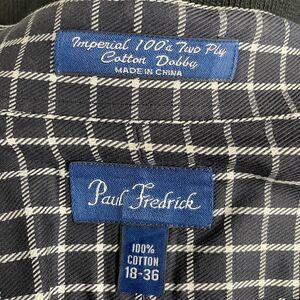 Imperial 100's Two Ply
Cotton Dobby
MADE IN CHINA
Paul Fredrick
100%
COTTON
18-36